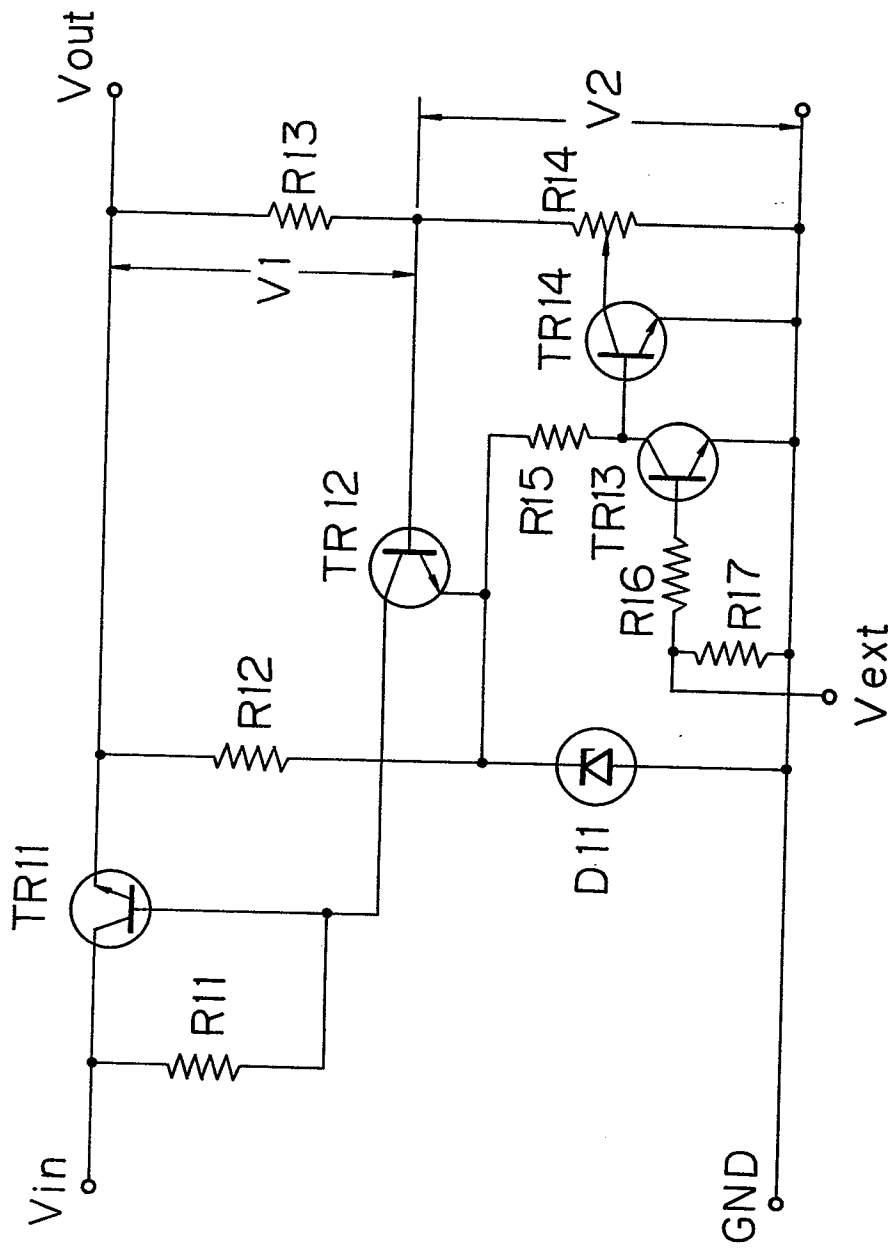 Vin
R11
TR11
R12
TR12
V1
R13
Vout
V2
R14
TR14
R15
TR13
R16
R17
D11
Vext
GND